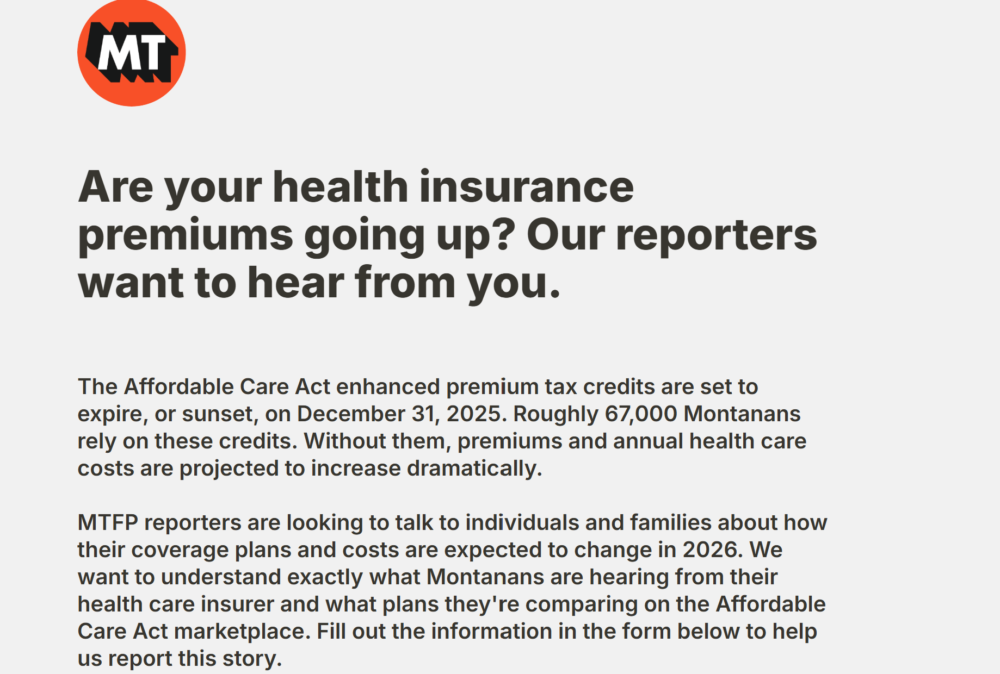 MT
Are your health insurance
premiums going up? Our reporters
want to hear from you.
The Affordable Care Act enhanced premium tax credits are set to
expire, or sunset, on December 31, 2025. Roughly 67,000 Montanans
rely on these credits. Without them, premiums and annual health care
costs are projected to increase dramatically.
MTFP reporters are looking to talk to individuals and families about how
their coverage plans and costs are expected to change in 2026. We
want to understand exactly what Montanans are hearing from their
health care insurer and what plans they're comparing on the Affordable
Care Act marketplace. Fill out the information in the form below to help
us report this story.